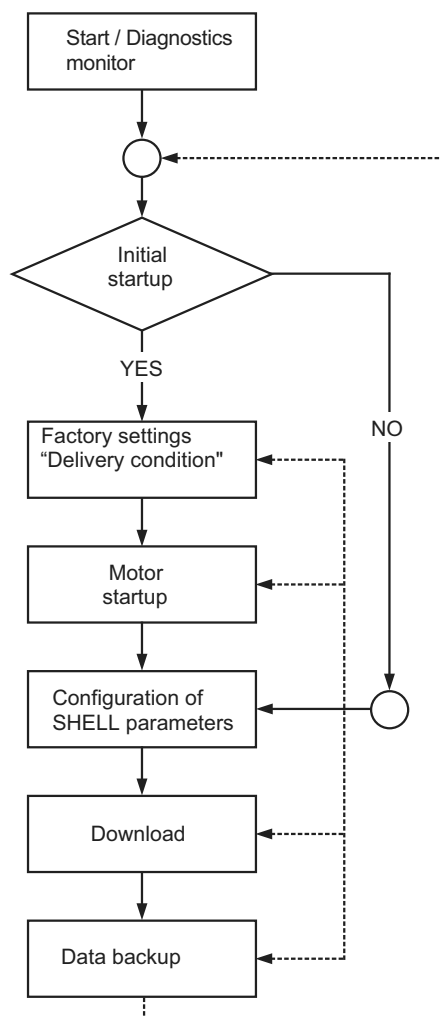 Start / Diagnostics
monitor
Initial
startup
YES
NO
Factory settings
“Delivery condition"
Motor
startup
Configuration of
SHELL parameters
Download
Data backup